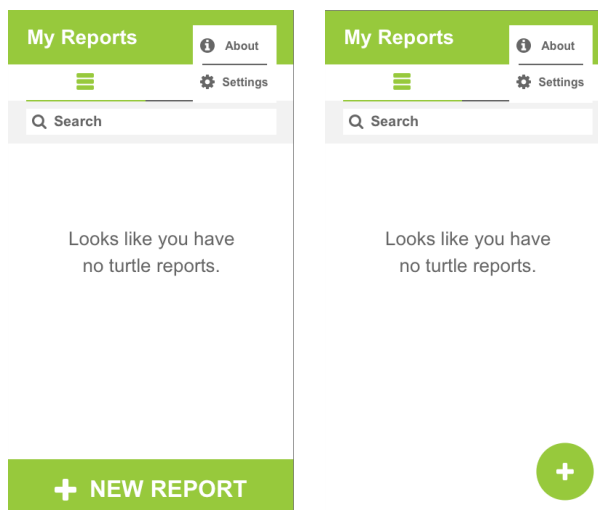 My Reports
About
Settings
Search
Looks like you have
no turtle reports.
NEW REPORT
My Reports
About
Settings
Search
Looks like you have
no turtle reports.